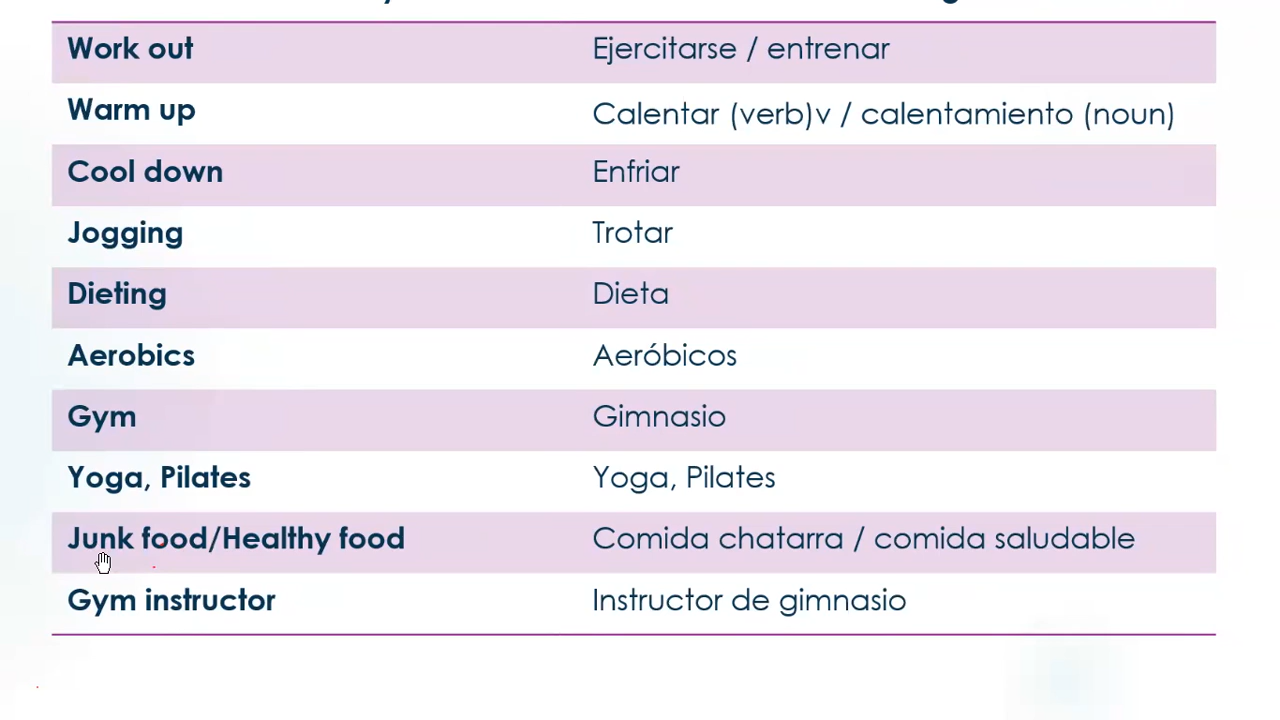 Work out Ejercitarse / entrenar
Warm up Calentar (verb)v / calentamiento (noun)
Cool down Enfriar
Jogging Trotar
Dieting Dieta
Aerobics Aeróbicos
Gym Gimnasio
Yoga, Pilates Yoga, Pilates
Junk food/Healthy food Comida chatarra / comida saludable
Gym instructor Instructor de gimnasio